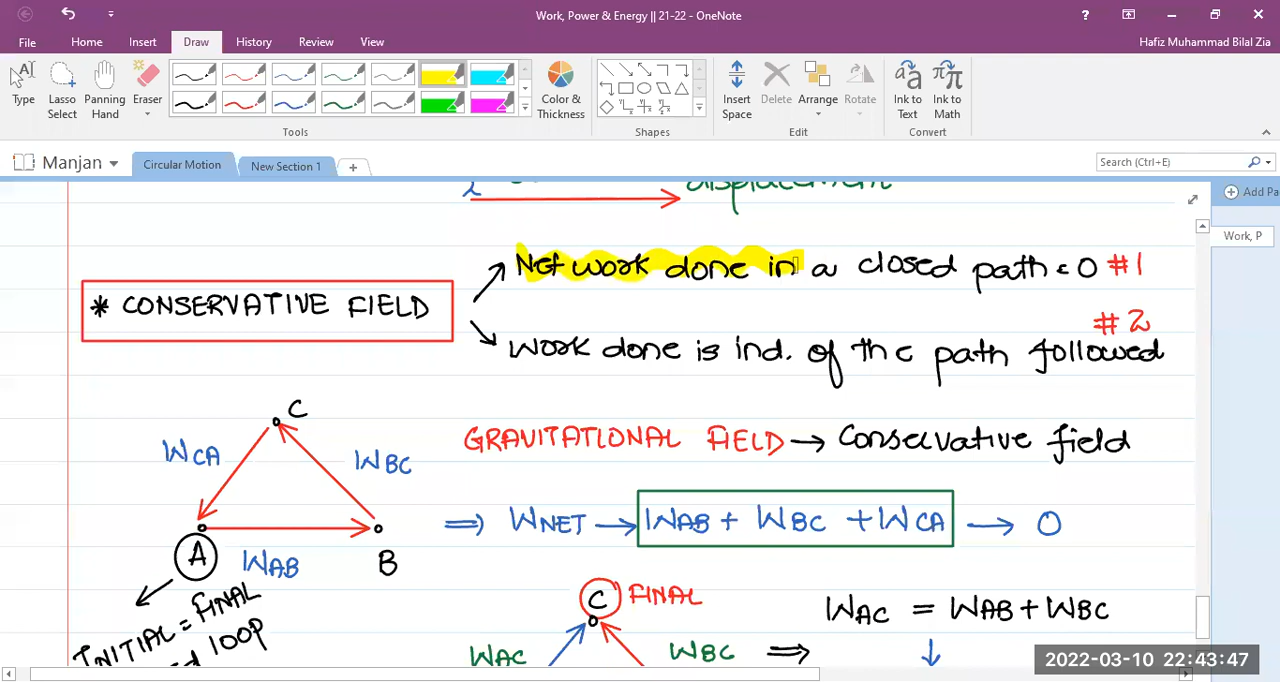 Work, Power & Energy || 21-22 - OneNote
Hafiz Muhammad Bilal Zia
File Home Insert Draw History Review View
Type Lasso Select Panning Hand Eraser Color & Thickness Insert Space Delete Arrange Rotate Ink to Text Ink to Math
Tools Shapes Edit Convert
Manjan Circular Motion New Section 1 Search (Ctrl+E)
Add Pa
Work, P
displacement
Net work done in a closed path = 0 #1
* CONSERVATIVE FIELD
#2
Work done is ind. of the path followed
C
GRAVITATIONAL FIELD → Conservative field
WCA WBC
⇒ WNET → WAB + WBC + WCA → 0
A WAB B
INITIAL = FINAL
LOOP
C FINAL WAC = WAB + WBC
WAC WBC ⇒ ↓
2022-03-10 22:43:47